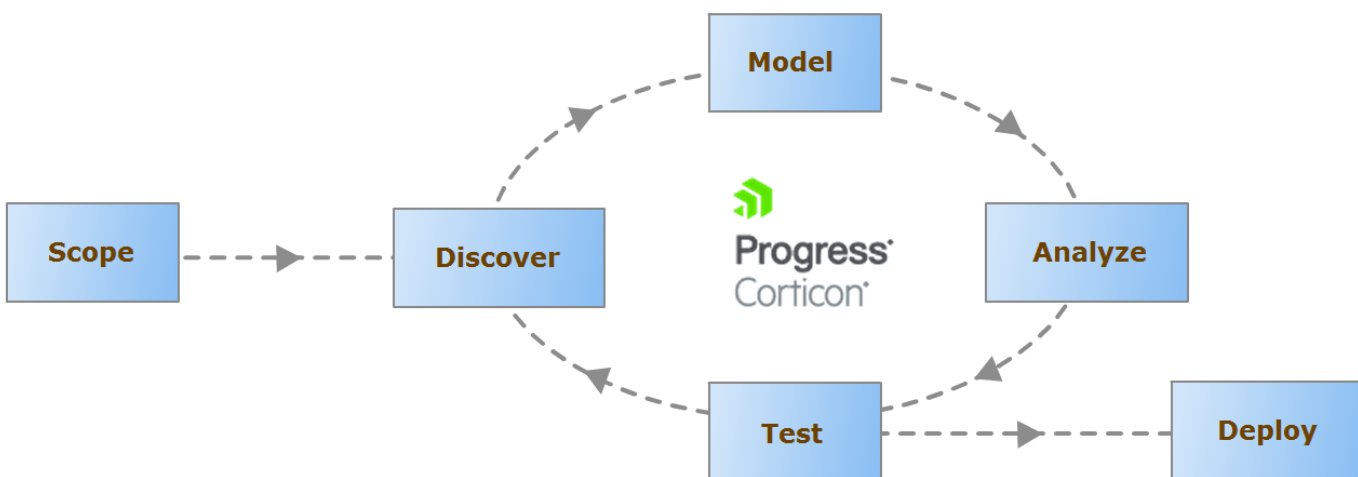 Model
Scope
Discover
Progress
Corticon
Analyze
Test
Deploy